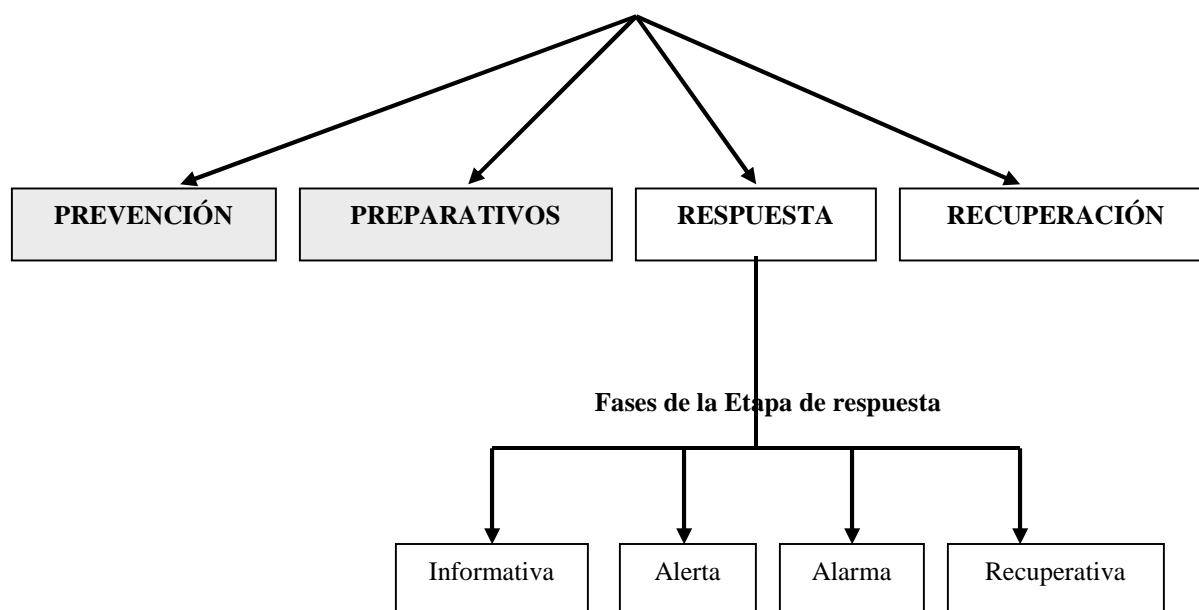 PREVENCIÓN
PREPARATIVOS
RESPUESTA
RECUPERACIÓN
Fases de la Etapa de respuesta
Informativa
Alerta
Alarma
Recuperativa